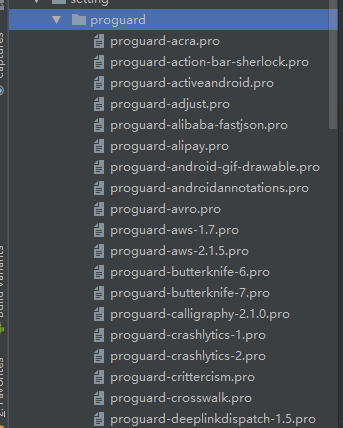 setting
proguard
proguard-acra.pro
proguard-action-bar-sherlock.pro
proguard-activeandroid.pro
proguard-adjust.pro
proguard-alibaba-fastjson.pro
proguard-alipay.pro
proguard-android-gif-drawable.pro
proguard-androidannotations.pro
proguard-avro.pro
proguard-aws-1.7.pro
proguard-aws-2.1.5.pro
proguard-butterknife-6.pro
proguard-butterknife-7.pro
proguard-calligraphy-2.1.0.pro
proguard-crashlytics-1.pro
proguard-crashlytics-2.pro
proguard-crittercism.pro
proguard-crosswalk.pro
proguard-deeplinkdispatch-1.5.pro
Captures
Build Variants
2: Favorites